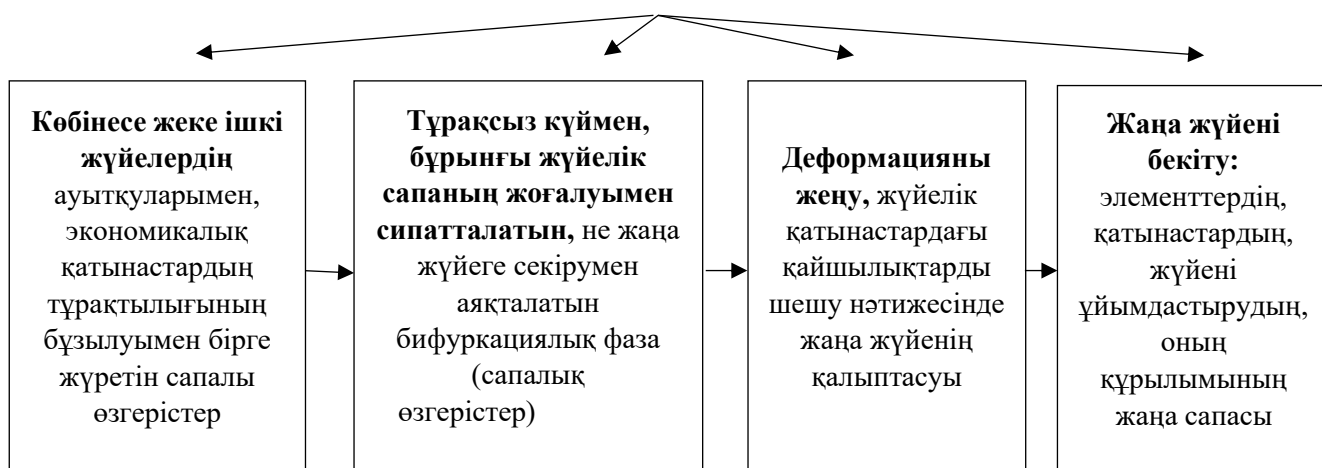 Көбінесе жеке ішкі
жүйелердің
ауытқуларымен,
экономикалық
қатынастардың
тұрақтылығының
бұзылуымен бірге
жүретін сапалы
өзгерістер
Тұрақсыз күймен,
бұрынғы жүйелік
сапаның жоғалуымен
сипатталатын, не жаңа
жүйеге секірумен
аяқталатын
бифуркациялық фаза
(сапалық
өзгерістер)
Деформацияны
жеңу, жүйелік
қатынастардағы
қайшылықтарды
шешу нәтижесінде
жаңа жүйенің
қалыптасуы
Жаңа жүйені
бекіту:
элементтердің,
қатынастардың,
жүйені
ұйымдастырудың,
оның
құрылымының
жаңа сапасы